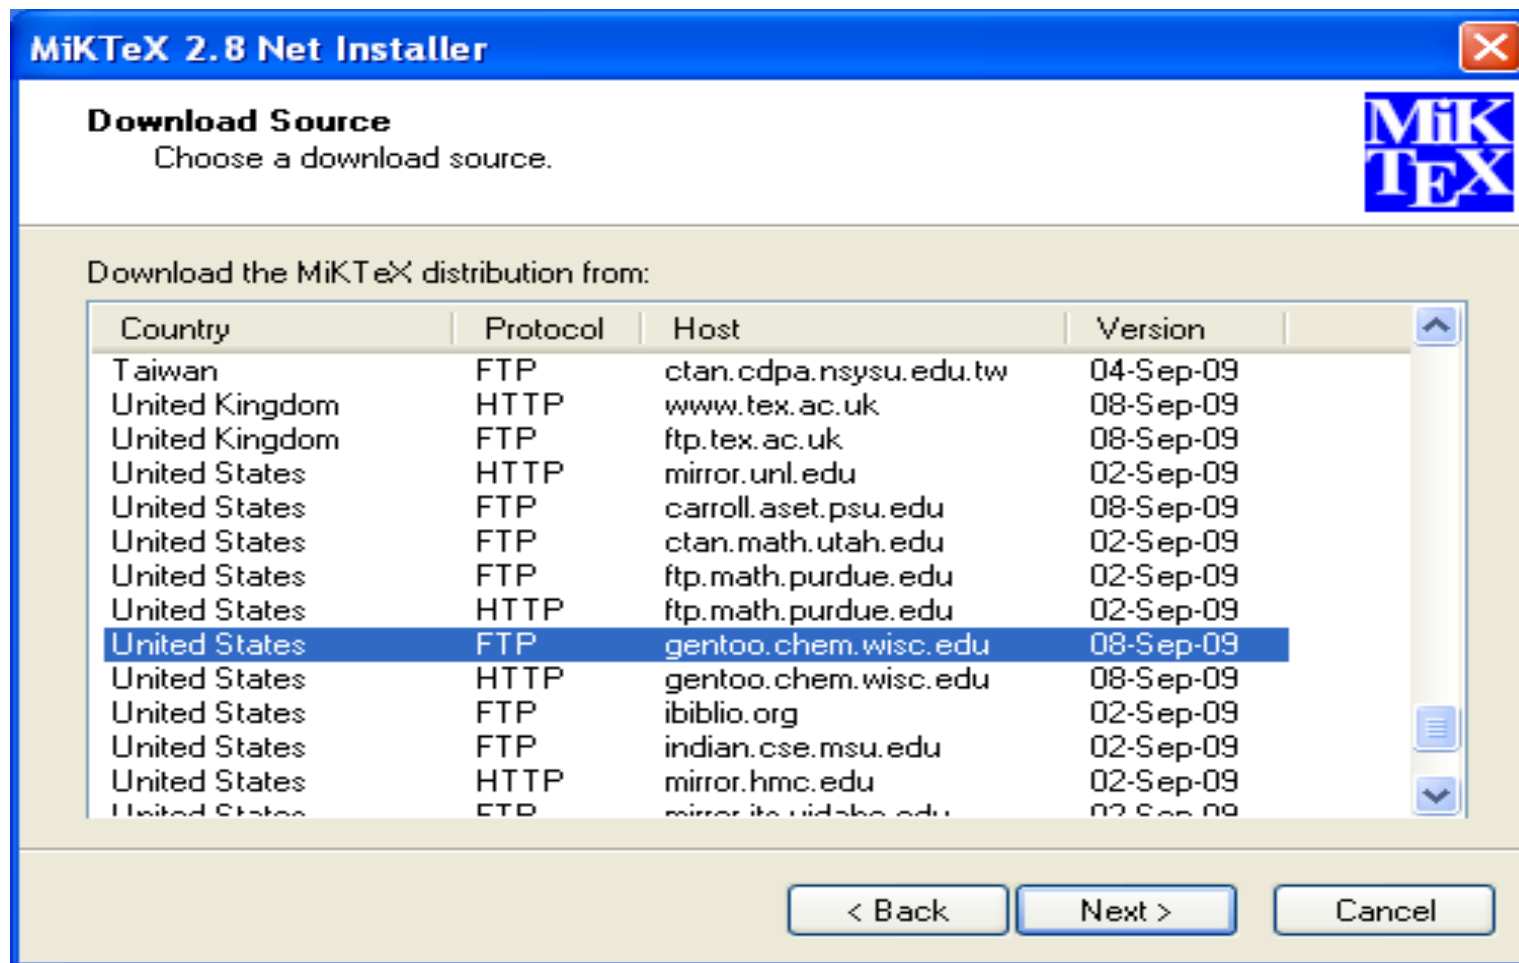 MiKTeX 2.8 Net Installer
Download Source
Choose a download source.
MiK
TEX
Download the MiKTeX distribution from:
Country Protocol Host Version
Taiwan FTP ctan.cdpa.nsysu.edu.tw 04-Sep-09
United Kingdom HTTP www.tex.ac.uk 08-Sep-09
United Kingdom FTP ftp.tex.ac.uk 08-Sep-09
United States HTTP mirror.unl.edu 02-Sep-09
United States FTP carroll.aset.psu.edu 08-Sep-09
United States FTP ctan.math.utah.edu 02-Sep-09
United States FTP ftp.math.purdue.edu 02-Sep-09
United States HTTP ftp.math.purdue.edu 02-Sep-09
United States FTP gentoo.chem.wisc.edu 08-Sep-09
United States HTTP gentoo.chem.wisc.edu 08-Sep-09
United States FTP ibiblio.org 02-Sep-09
United States FTP indian.cse.msu.edu 02-Sep-09
United States HTTP mirror.hmc.edu 02-Sep-09
United States FTP 02-Sep-09
< Back Next > Cancel